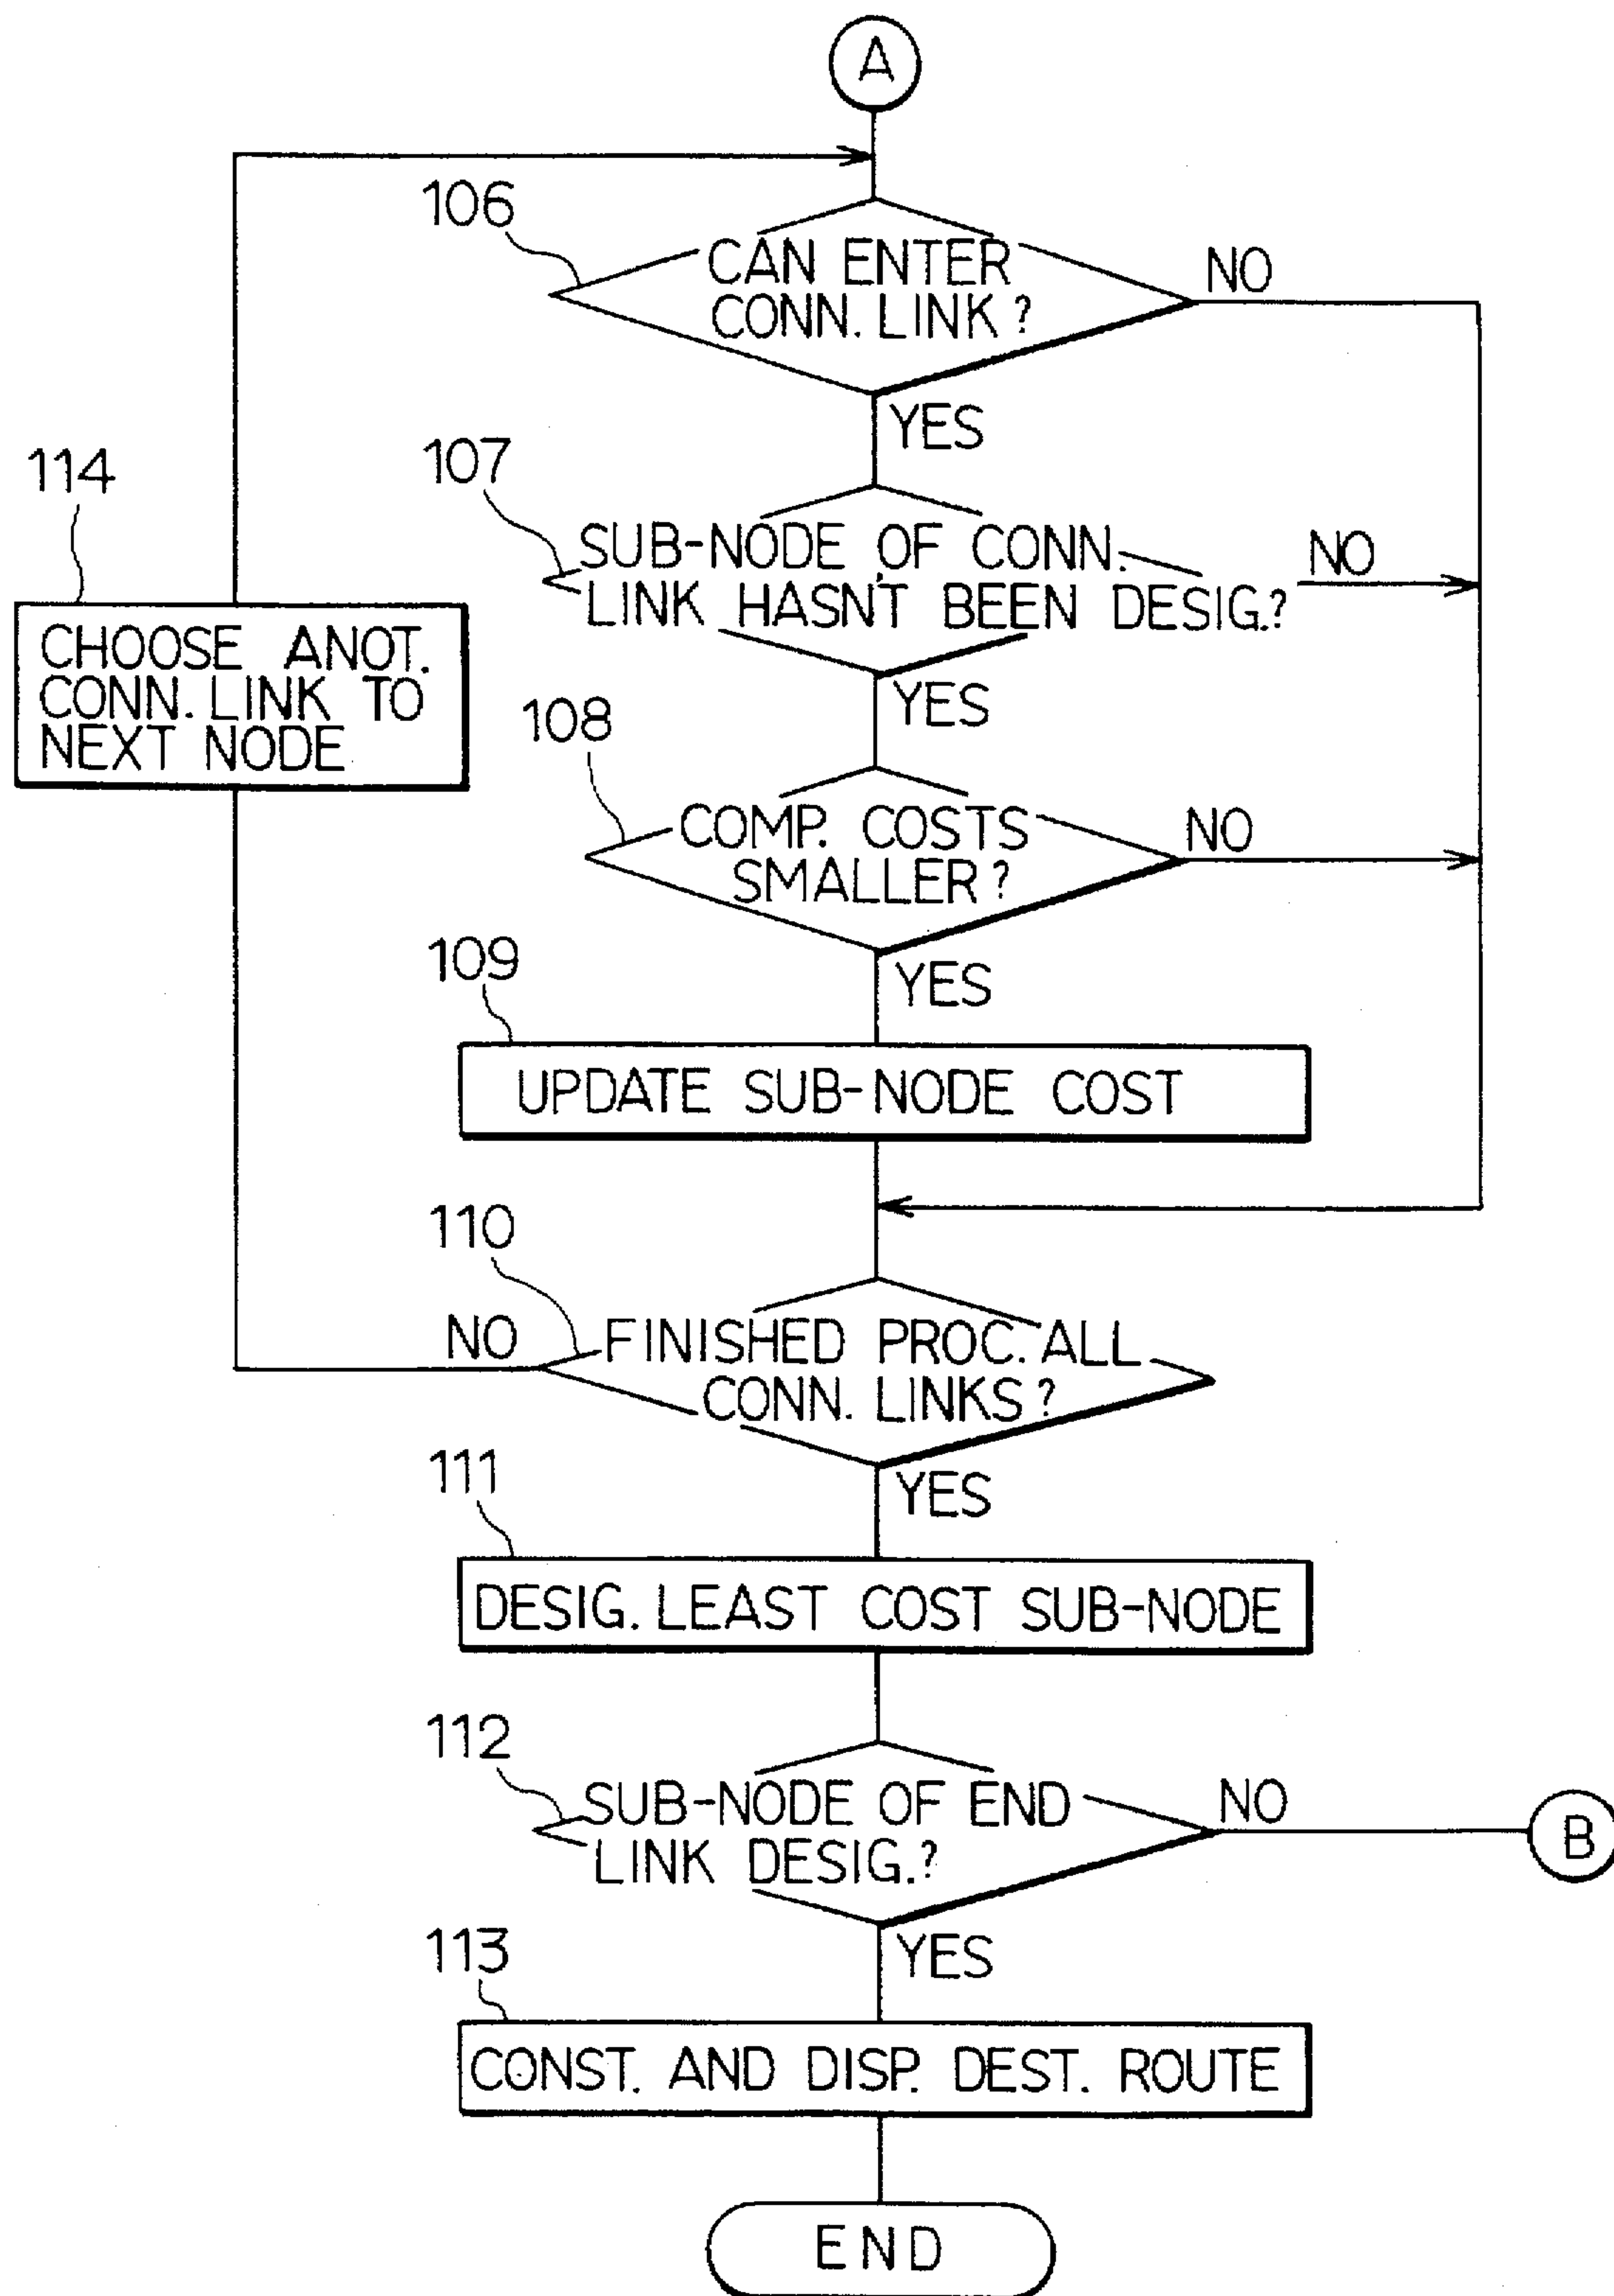 A
106
CAN ENTER
CONN. LINK ?
NO
YES
107
SUB-NODE OF CONN.
LINK HASN'T BEEN DESIG.?
NO
YES
114
CHOOSE ANOT.
CONN. LINK TO
NEXT NODE
108
COMP. COSTS
SMALLER ?
NO
YES
109
UPDATE SUB-NODE COST
110
NO
FINISHED PROC. ALL
CONN. LINKS ?
YES
111
DESIG. LEAST COST SUB-NODE
112
SUB-NODE OF END
LINK DESIG.?
NO
B
YES
113
CONST. AND DISP. DEST. ROUTE
END